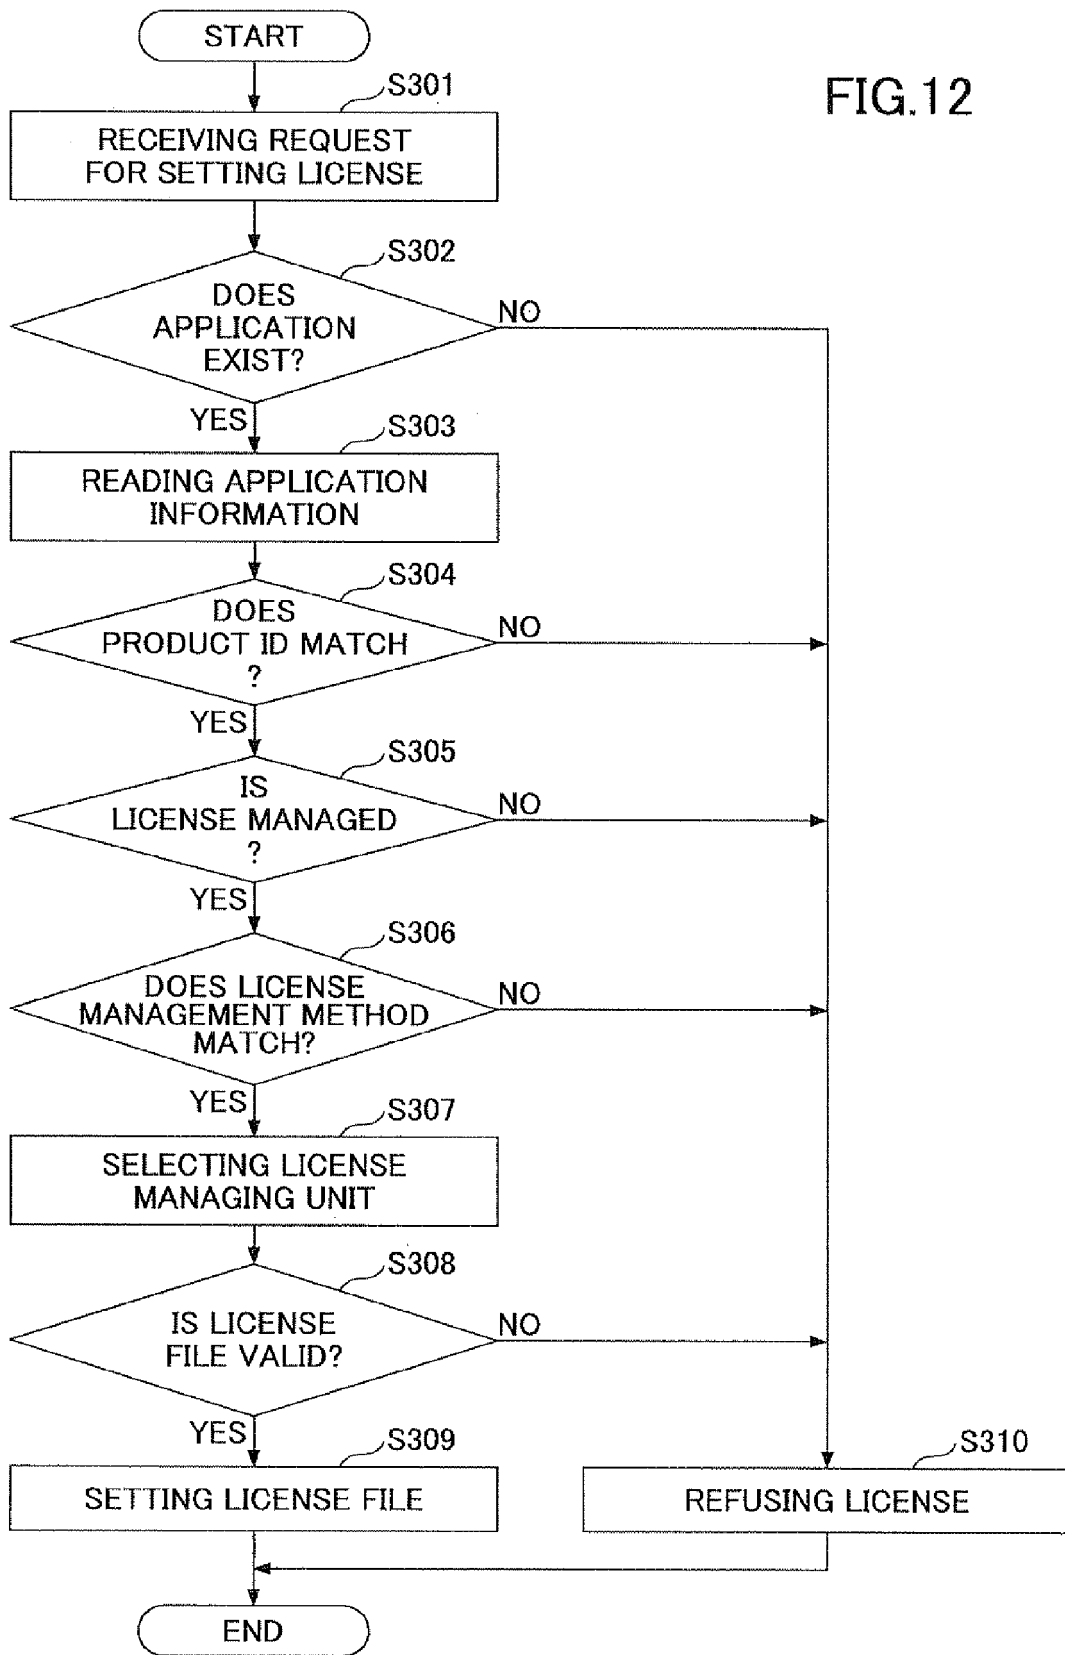 START
FIG.12
S301
RECEIVING REQUEST
FOR SETTING LICENSE
S302
DOES
APPLICATION
EXIST?
NO
YES
S303
READING APPLICATION
INFORMATION
S304
DOES
PRODUCT ID MATCH
?
NO
YES
S305
IS
LICENSE MANAGED
?
NO
YES
S306
DOES LICENSE
MANAGEMENT METHOD
MATCH?
NO
YES
S307
SELECTING LICENSE
MANAGING UNIT
S308
IS LICENSE
FILE VALID?
NO
YES
S309
SETTING LICENSE FILE
S310
REFUSING LICENSE
END